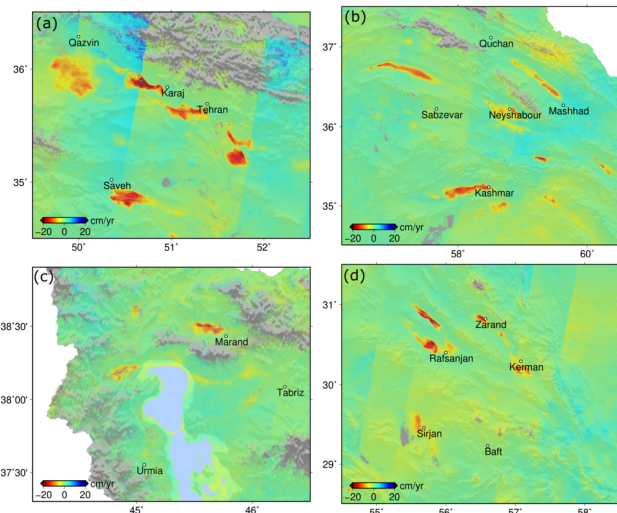 (a)
Qazvin
36˚
Karaj
Tehran
35˚
Saveh
−20 0 20 cm/yr
50˚ 51˚ 52˚
(b)
37˚
Quchan
36˚
Sabzevar
Neyshabour
Mashhad
Kashmar
35˚
−20 0 20 cm/yr
58˚ 60˚
(c)
38˚30'
Marand
38˚00'
Tabriz
37˚30'
Urmia
−20 0 20 cm/yr
45˚ 46˚
(d)
31˚
Zarand
Rafsanjan
30˚
Kerman
Sirjan
Baft
29˚
−20 0 20 cm/yr
55˚ 56˚ 57˚ 58˚